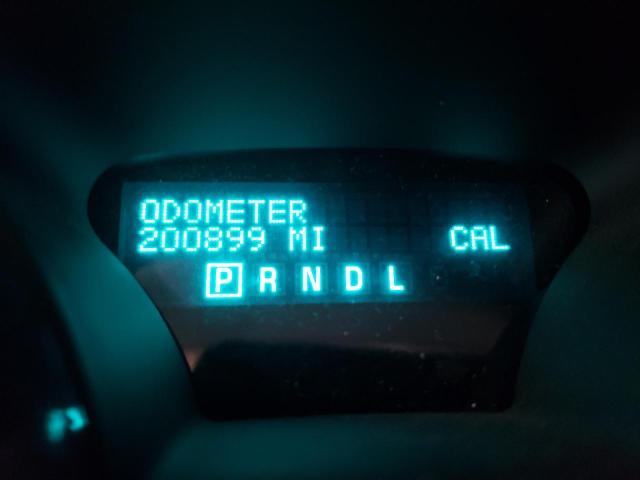 ODOMETER
200899 MI CAL
P R N D L